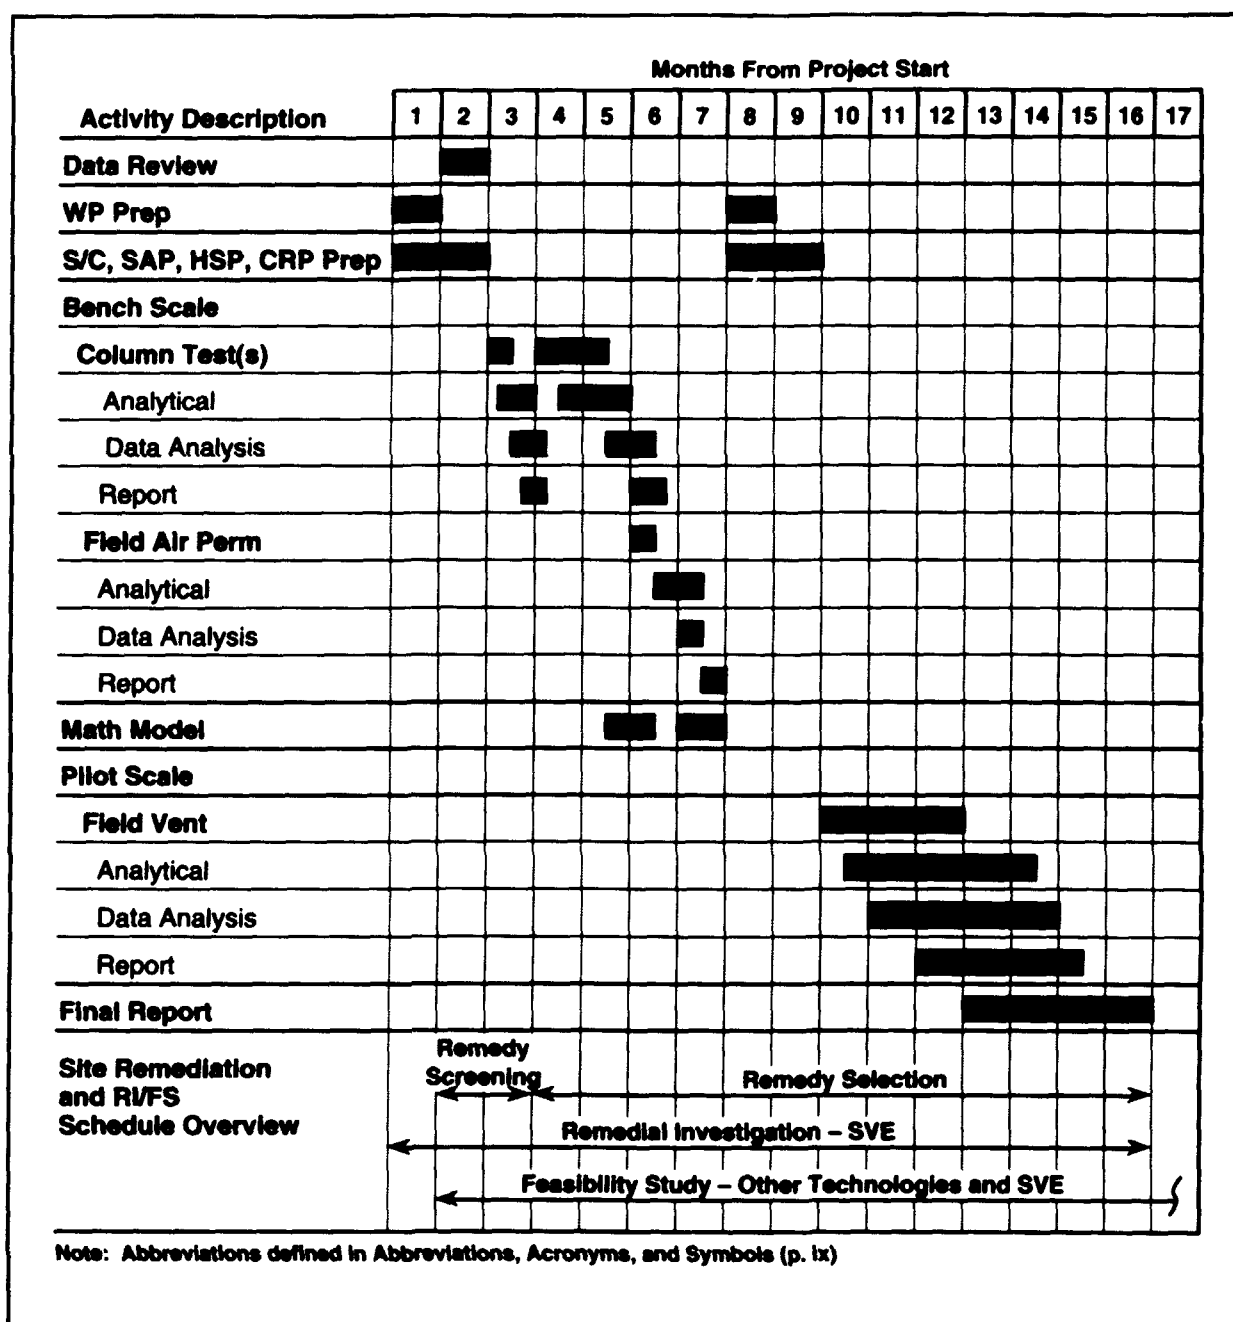 Months From Project Start
Activity Description 1 2 3 4 5 6 7 8 9 10 11 12 13 14 15 16 17
Data Review
WP Prep
S/C, SAP, HSP, CRP Prep
Bench Scale
Column Test(s)
Analytical
Data Analysis
Report
Field Air Perm
Analytical
Data Analysis
Report
Math Model
Pilot Scale
Field Vent
Analytical
Data Analysis
Report
Final Report
Site Remediation
and RI/FS
Schedule Overview
Remedy
Screening
Remedy Selection
Remedial Investigation – SVE
Feasibility Study – Other Technologies and SVE
Note: Abbreviations defined in Abbreviations, Acronyms, and Symbols (p. ix)